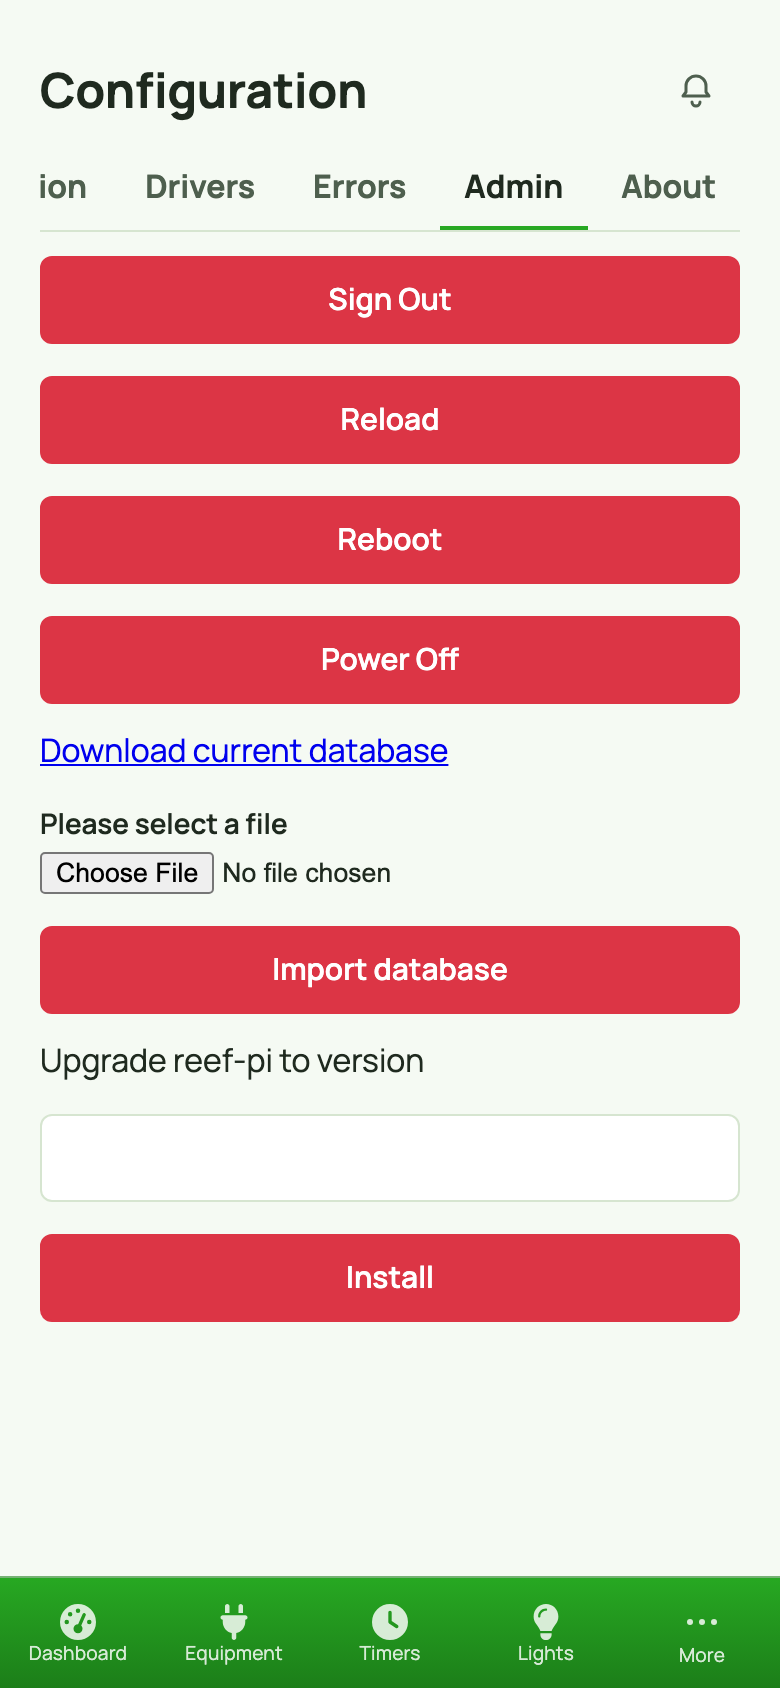 Configuration
ion Drivers Errors Admin About
Sign Out
Reload
Reboot
Power Off
Download current database
Please select a file
Choose File No file chosen
Import database
Upgrade reef-pi to version
Install
Dashboard Equipment Timers Lights More